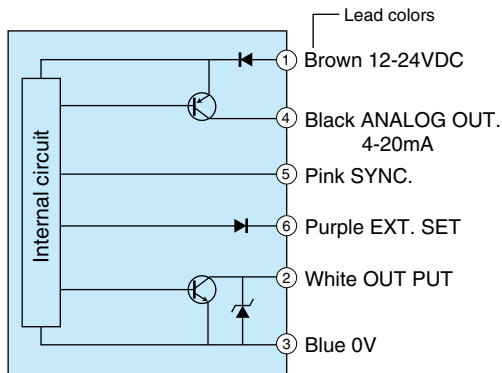 Lead colors
1 Brown 12-24VDC
4 Black ANALOG OUT.
4-20mA
5 Pink SYNC.
6 Purple EXT. SET
2 White OUT PUT
3 Blue 0V
Internal circuit